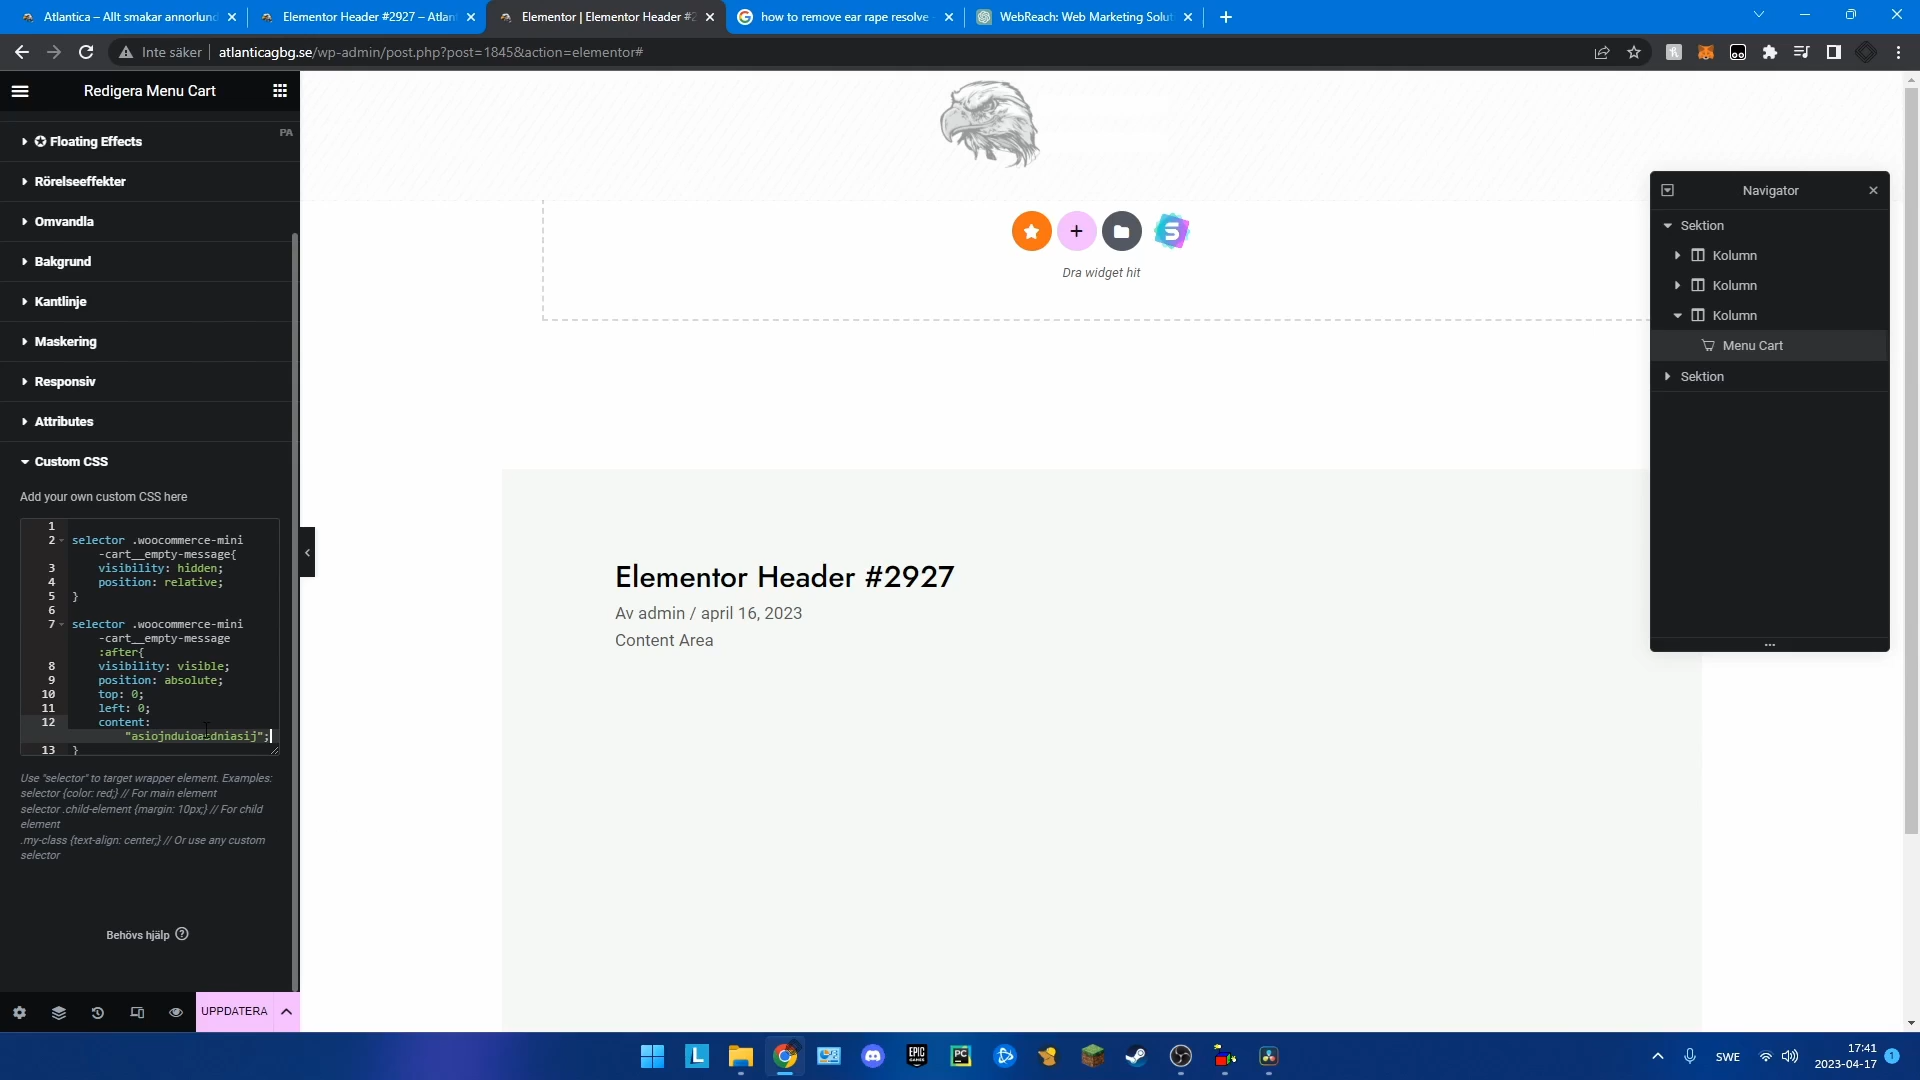 Atlantica – Allt smakar annorlund
Elementor Header #2927 – Atlan
Elementor | Elementor Header #2
how to remove ear rape resolve -
WebReach: Web Marketing Solut
Inte säker
atlanticagbg.se/wp-admin/post.php?post=1845&action=elementor#
Redigera Menu Cart
PA
Floating Effects
Rörelseeffekter
Omvandla
Bakgrund
Kantlinje
Maskering
Responsiv
Attributes
Custom CSS
Add your own custom CSS here
1
2 selector .woocommerce-mini
-cart__empty-message{
3 visibility: hidden;
4 position: relative;
5 }
6
7 selector .woocommerce-mini
-cart__empty-message
:after{
8 visibility: visible;
9 position: absolute;
10 top: 0;
11 left: 0;
12 content:
"asiojnduioasdniasij";
13 }
Use "selector" to target wrapper element. Examples:
selector {color: red;} // For main element
selector .child-element {margin: 10px;} // For child
element
.my-class {text-align: center;} // Or use any custom
selector
Behövs hjälp
UPPDATERA
Dra widget hit
Elementor Header #2927
Av admin / april 16, 2023
Content Area
Navigator
Sektion
Kolumn
Kolumn
Kolumn
Menu Cart
Sektion
L
EPIC
GAMES
PC
SWE
17:41
2023-04-17
1